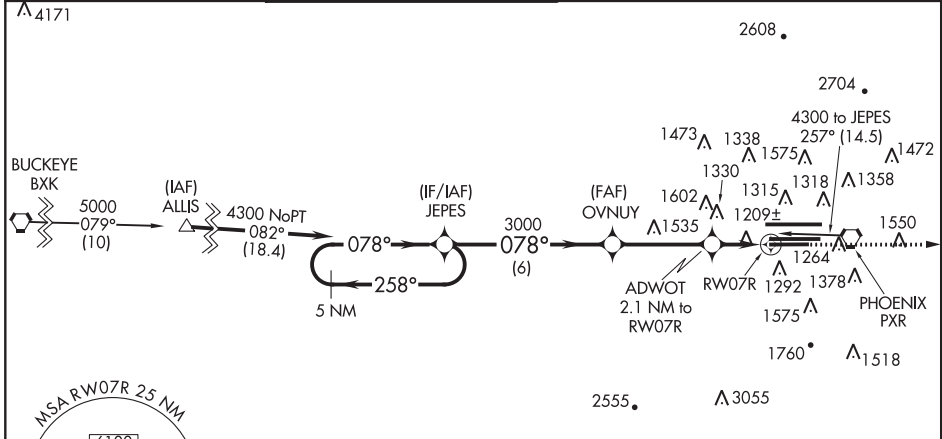 4171
2608
2704
4300 to JEPES
257° (14.5)
1473
1338
1575
1472
1330
BUCKEYE
BXK
(IAF)
ALLIS
(IF/IAF)
JEPES
(FAF)
OVNUY
1602
1315
1318
1358
5000
079°
(10)
4300 NoPT
082°
(18.4)
3000
078°
(6)
1535
1209±
1550
078°
258°
5 NM
ADWOT
2.1 NM to
RW07R
RW07R
1264
1292
1378
1575
PHOENIX
PXR
1760
1518
2555
3055
MSA RW07R 25 NM